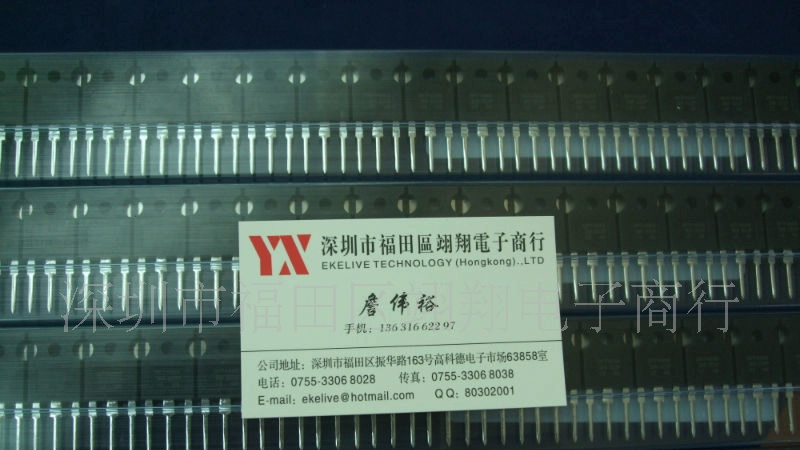 YX 深圳市福田區翊翔電子商行
EKELIVE TECHNOLOGY (Hongkong).,LTD
詹伟裕
手机: 136 316 622 97
公司地址: 深圳市福田区振华路163号高科德电子市场63858室
电话: 0755-3306 8028 传真: 0755-3306 8038
E-mail: ekelive@hotmail.com QQ: 80302001
深圳市福田区翊翔电子商行